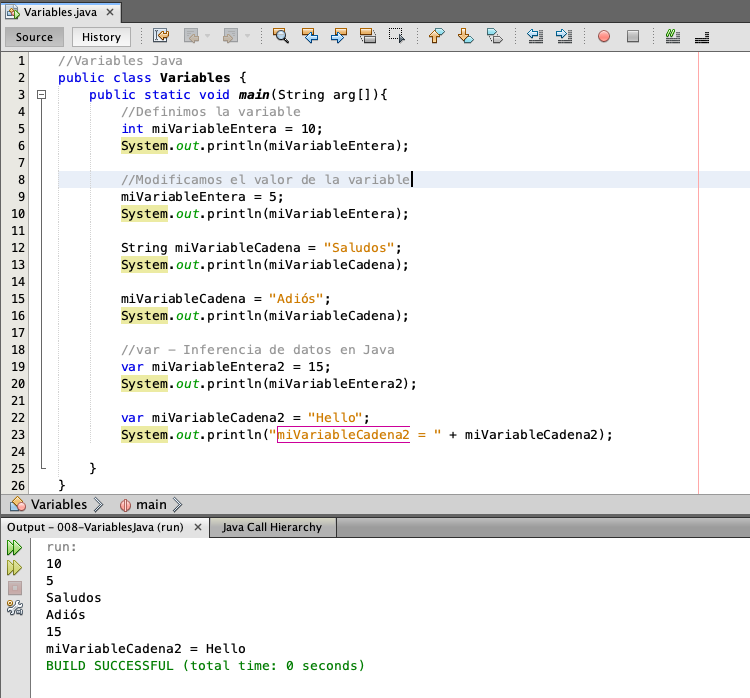 Variables.java
Source History
1 //Variables Java
2 public class Variables {
3     public static void main(String arg[]){
4         //Definimos la variable
5         int miVariableEntera = 10;
6         System.out.println(miVariableEntera);
7
8         //Modificamos el valor de la variable
9         miVariableEntera = 5;
10         System.out.println(miVariableEntera);
11
12         String miVariableCadena = "Saludos";
13         System.out.println(miVariableCadena);
14
15         miVariableCadena = "Adiós";
16         System.out.println(miVariableCadena);
17
18         //var – Inferencia de datos en Java
19         var miVariableEntera2 = 15;
20         System.out.println(miVariableEntera2);
21
22         var miVariableCadena2 = "Hello";
23         System.out.println("miVariableCadena2 = " + miVariableCadena2);
24
25     }
26 }
Variables main
Output – 008–VariablesJava (run) Java Call Hierarchy
run:
10
5
Saludos
Adiós
15
miVariableCadena2 = Hello
BUILD SUCCESSFUL (total time: 0 seconds)